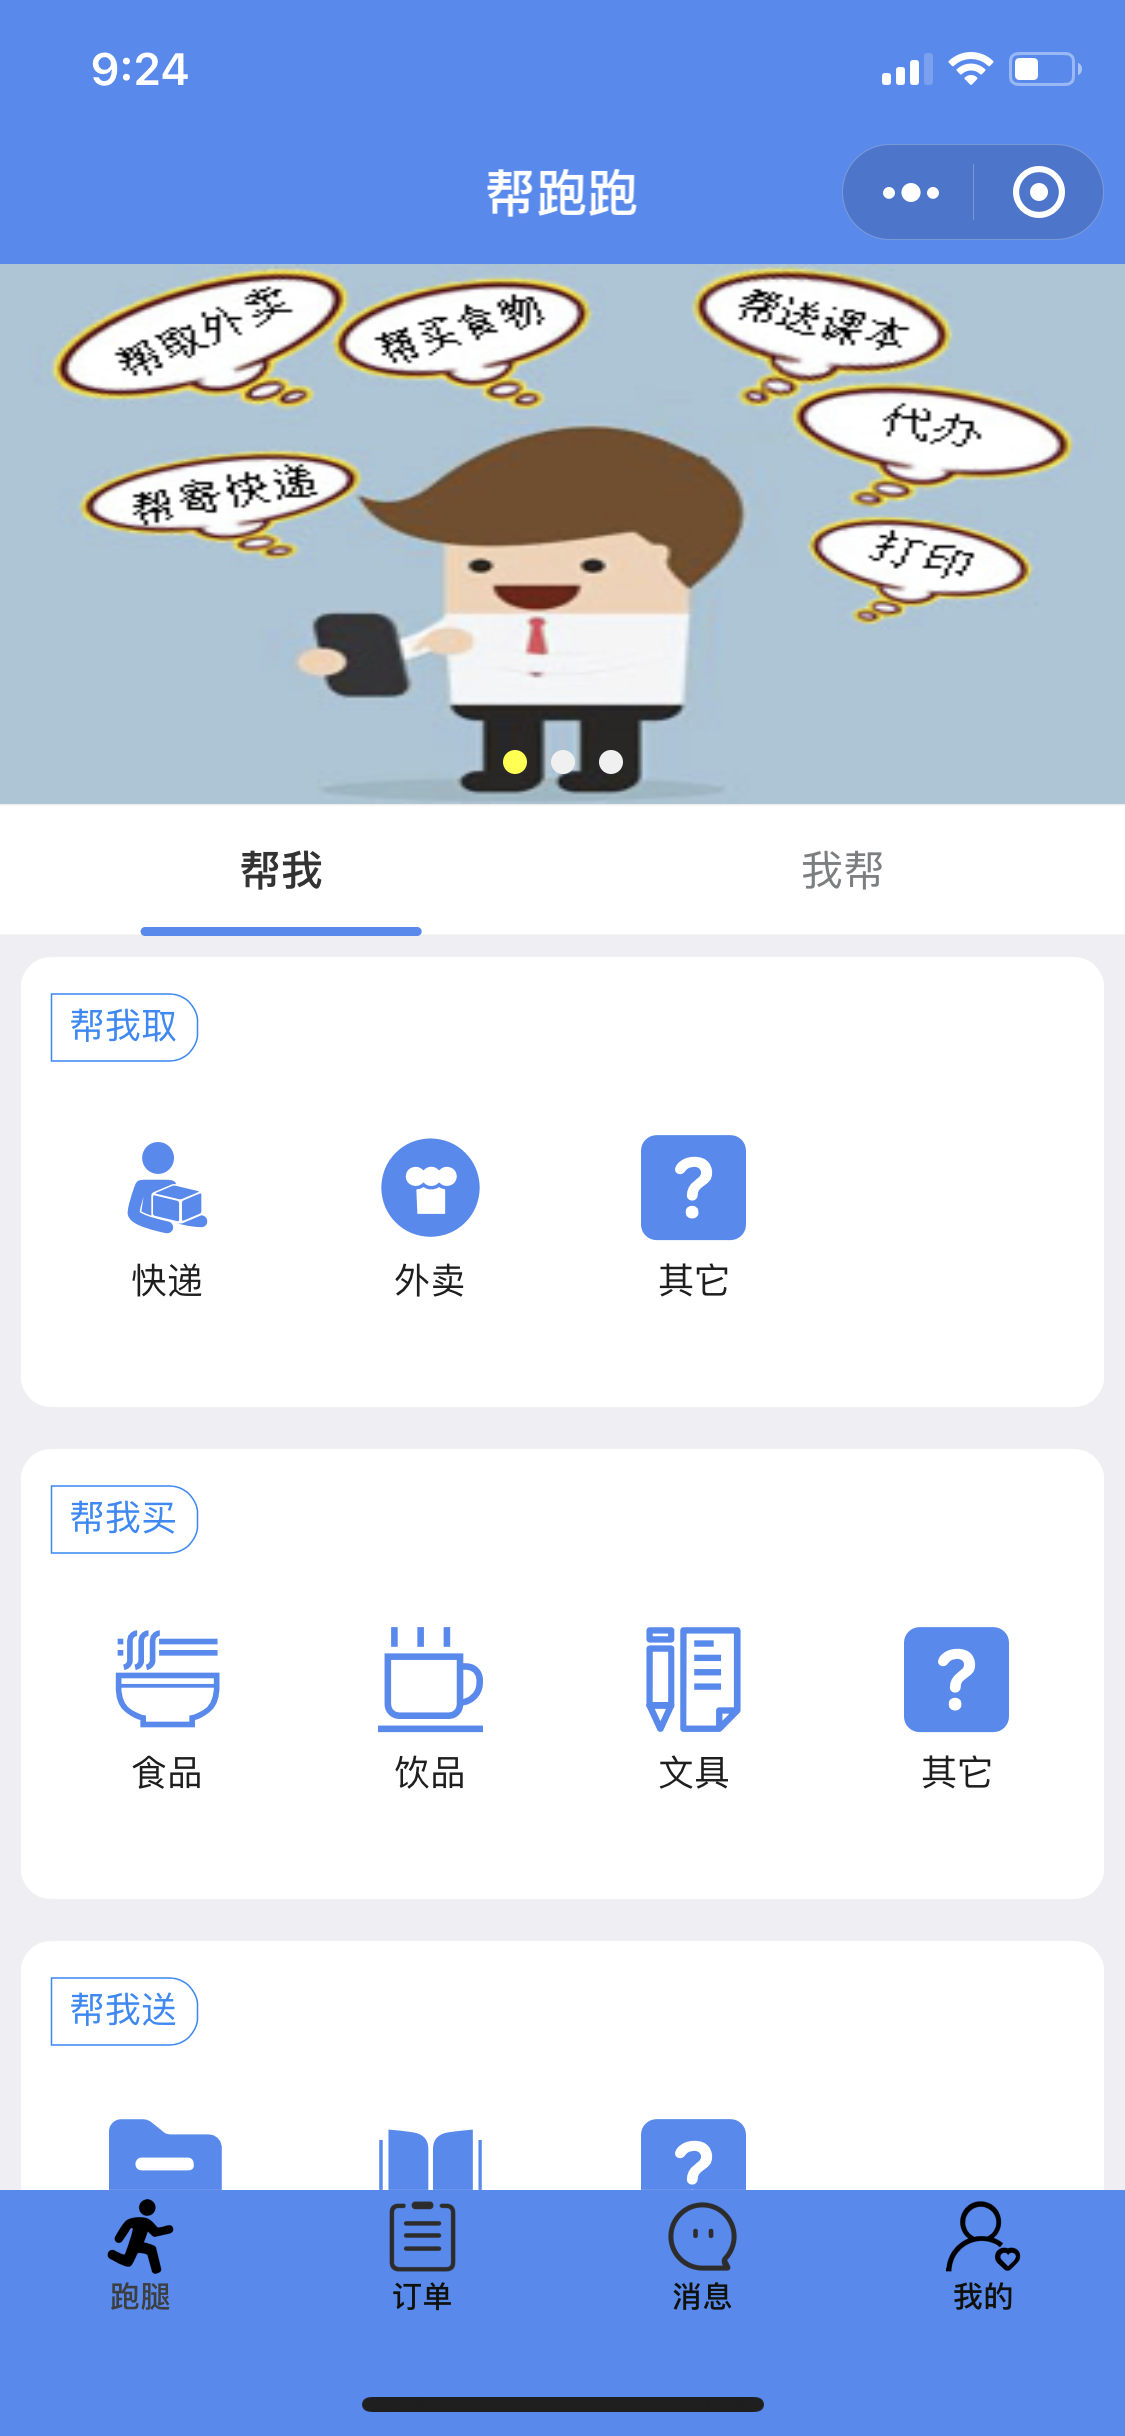 9:24
帮跑跑
帮取外卖
帮买食物
帮送课本
代办
帮寄快递
打印
帮我
我帮
帮我取
快递
外卖
其它
帮我买
食品
饮品
文具
其它
帮我送
跑腿
订单
消息
我的